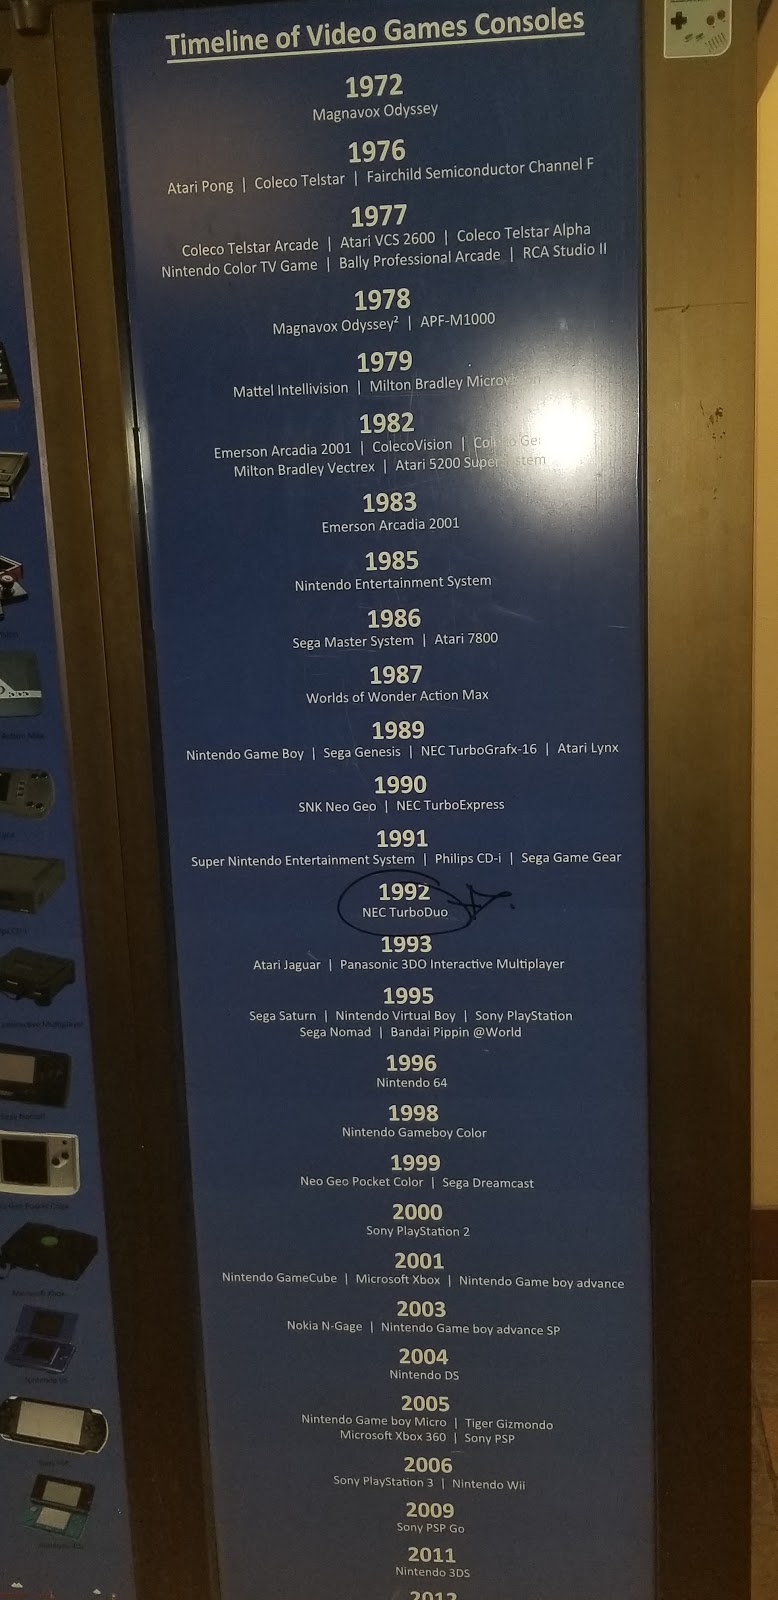 Timeline of Video Games Consoles
1972
Magnavox Odyssey
1976
Atari Pong | Coleco Telstar | Fairchild Semiconductor Channel F
1977
Coleco Telstar Arcade | Atari VCS 2600 | Coleco Telstar Alpha
Nintendo Color TV Game | Bally Professional Arcade | RCA Studio II
1978
Magnavox Odyssey² | APF-M1000
1979
Mattel Intellivision | Milton Bradley
1982
Emerson Arcadia 2001 | ColecoVision |
Milton Bradley Vectrex | Atari 5200 Super System
1983
Emerson Arcadia 2001
1985
Nintendo Entertainment System
1986
Sega Master System | Atari 7800
1987
Worlds of Wonder Action Max
1989
Nintendo Game Boy | Sega Genesis | NEC TurboGrafx-16 | Atari Lynx
1990
SNK Neo Geo | NEC TurboExpress
1991
Super Nintendo Entertainment System | Philips CD-i | Sega Game Gear
1992
NEC TurboDuo
1993
Atari Jaguar | Panasonic 3DO Interactive Multiplayer
1995
Sega Saturn | Nintendo Virtual Boy | Sony PlayStation
Sega Nomad | Bandai Pippin @World
1996
Nintendo 64
1998
Nintendo Gameboy Color
1999
Neo Geo Pocket Color | Sega Dreamcast
2000
Sony PlayStation 2
2001
Nintendo GameCube | Microsoft Xbox | Nintendo Game boy advance
2003
Nokia N-Gage | Nintendo Game boy advance SP
2004
Nintendo DS
2005
Nintendo Game boy Micro | Tiger Gizmondo
Microsoft Xbox 360 | Sony PSP
2006
Sony PlayStation 3 | Nintendo Wii
2009
Sony PSP Go
2011
Nintendo 3DS
2012